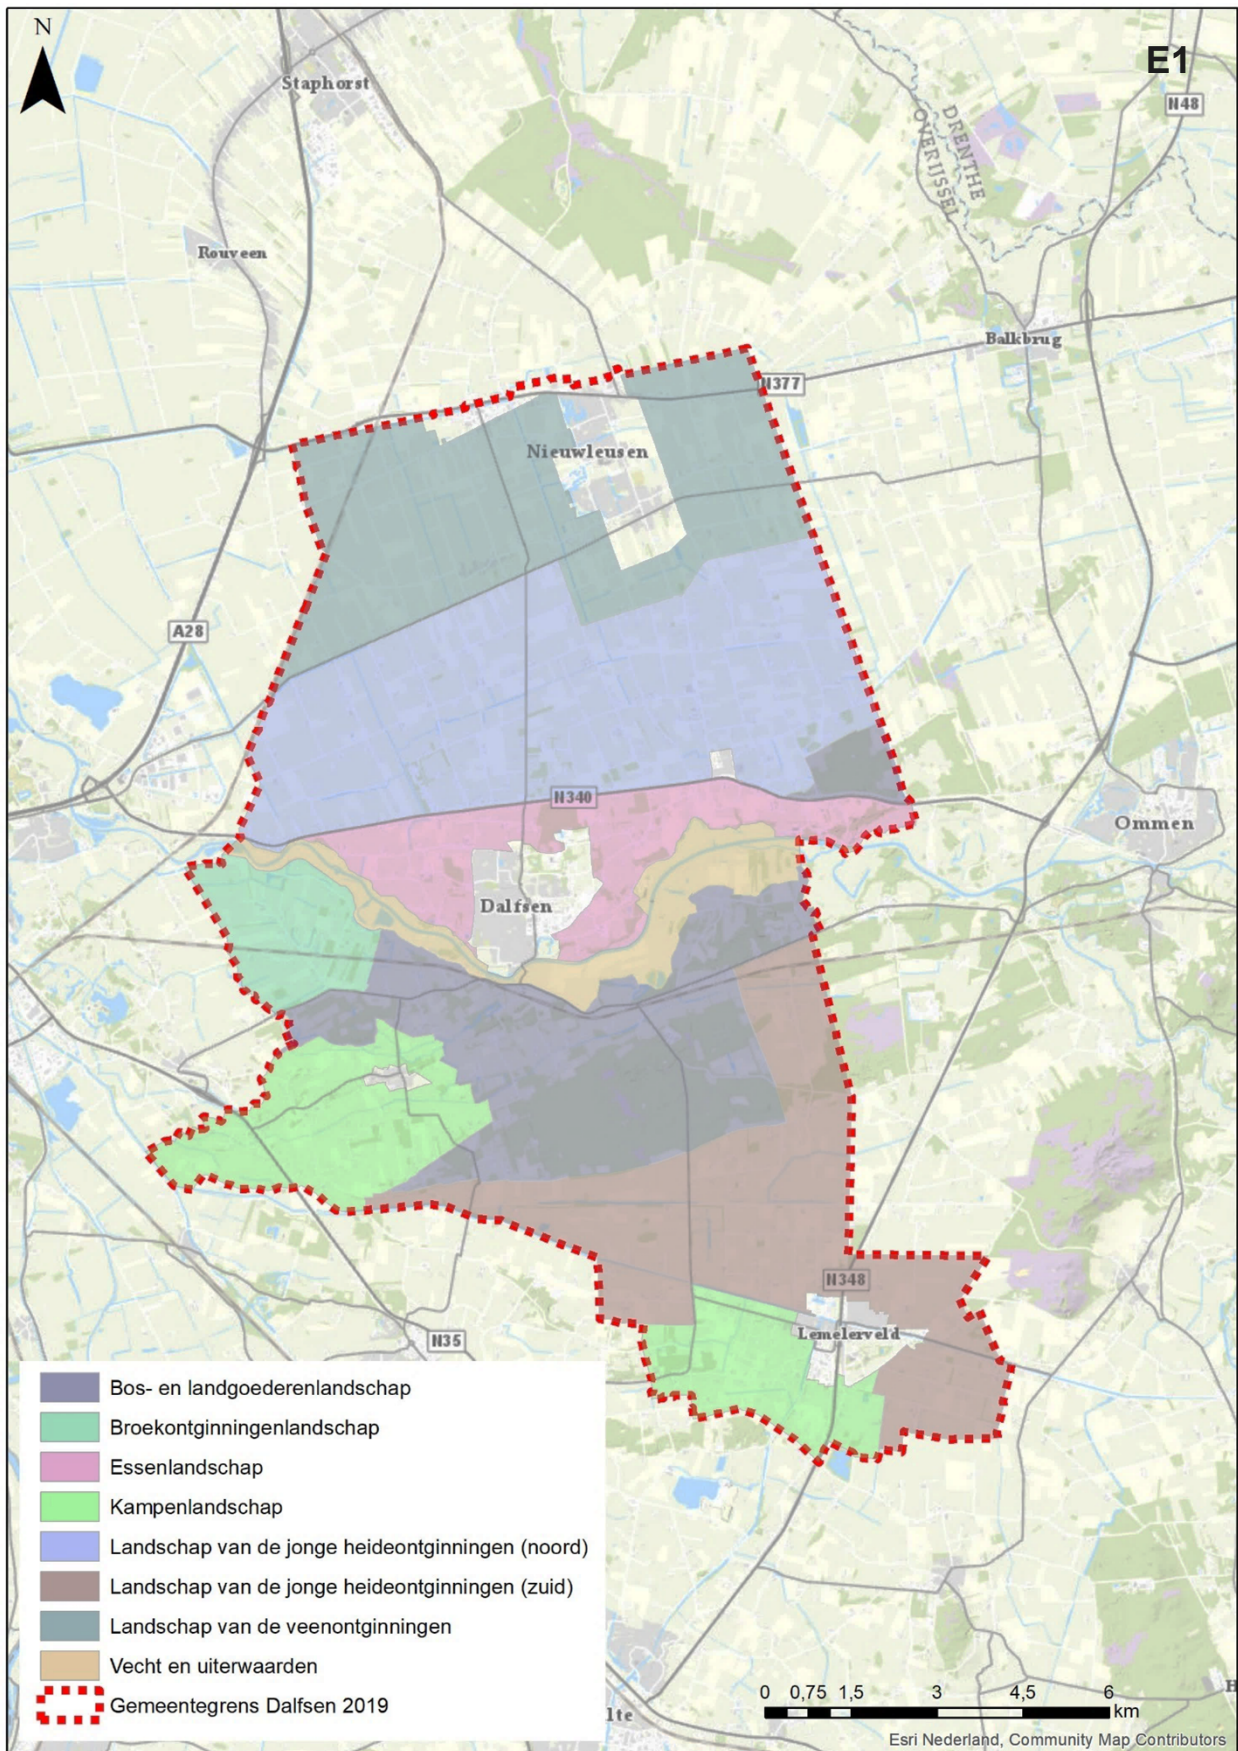 N
E1
Staphorst
N48
DRENTHE
OVERIJSSEL
Rouveen
Balkbrug
N377
Nieuwleusen
A28
N340
Ommen
Dalfsen
N348
Lemelerveld
N35
Bos- en landgoederenlandschap
Broekontginningenlandschap
Essenlandschap
Kampenlandschap
Landschap van de jonge heideontginningen (noord)
Landschap van de jonge heideontginningen (zuid)
Landschap van de veenontginningen
Vecht en uiterwaarden
Gemeentegrens Dalfsen 2019
0 0,75 1,5 3 4,5 6
km
lte
H
Esri Nederland, Community Map Contributors